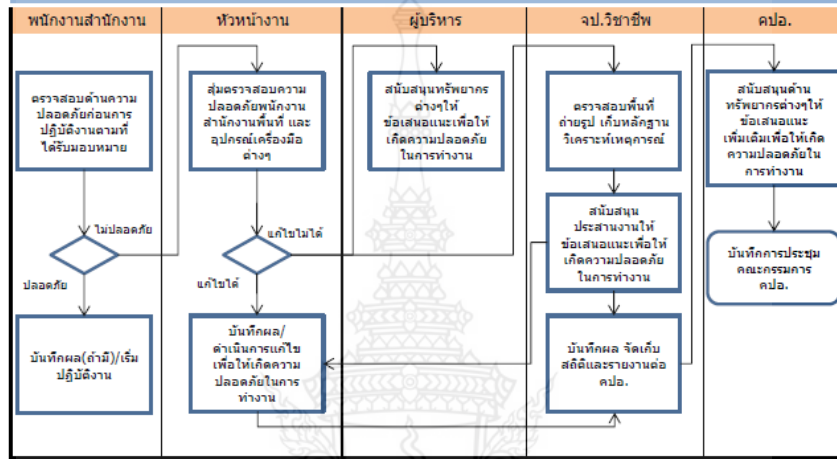 พนักงานสำนักงาน
หัวหน้างาน
ผู้บริหาร
จป.วิชาชีพ
คปอ.
ตรวจสอบด้านความ
ปลอดภัยก่อนการ
ปฏิบัติงานตามที่
ได้รับมอบหมาย
ไม่ปลอดภัย
ปลอดภัย
บันทึกผล(ถ้ามี)/เริ่ม
ปฏิบัติงาน
สุ่มตรวจสอบความ
ปลอดภัยพนักงาน
สำนักงานพื้นที่ และ
อุปกรณ์เครื่องมือ
ต่างๆ
แก้ไขไม่ได้
แก้ไขได้
บันทึกผล/
ดำเนินการแก้ไข
เพื่อให้เกิดความ
ปลอดภัยในการ
ทำงาน
สนับสนุนทรัพยากร
ต่างๆให้
ข้อเสนอแนะเพื่อให้
เกิดความปลอดภัย
ในการทำงาน
ตรวจสอบพื้นที่
ถ่ายรูป เก็บหลักฐาน
วิเคราะห์เหตุการณ์
สนับสนุน
ประสานงานให้
ข้อเสนอแนะเพื่อให้
เกิดความปลอดภัย
ในการทำงาน
บันทึกผล จัดเก็บ
สถิติและรายงานต่อ
คปอ.
สนับสนุนด้าน
ทรัพยากรต่างๆให้
ข้อเสนอแนะ
เพิ่มเติมเพื่อให้เกิด
ความปลอดภัยใน
การทำงาน
บันทึกการประชุม
คณะกรรมการ
คปอ.